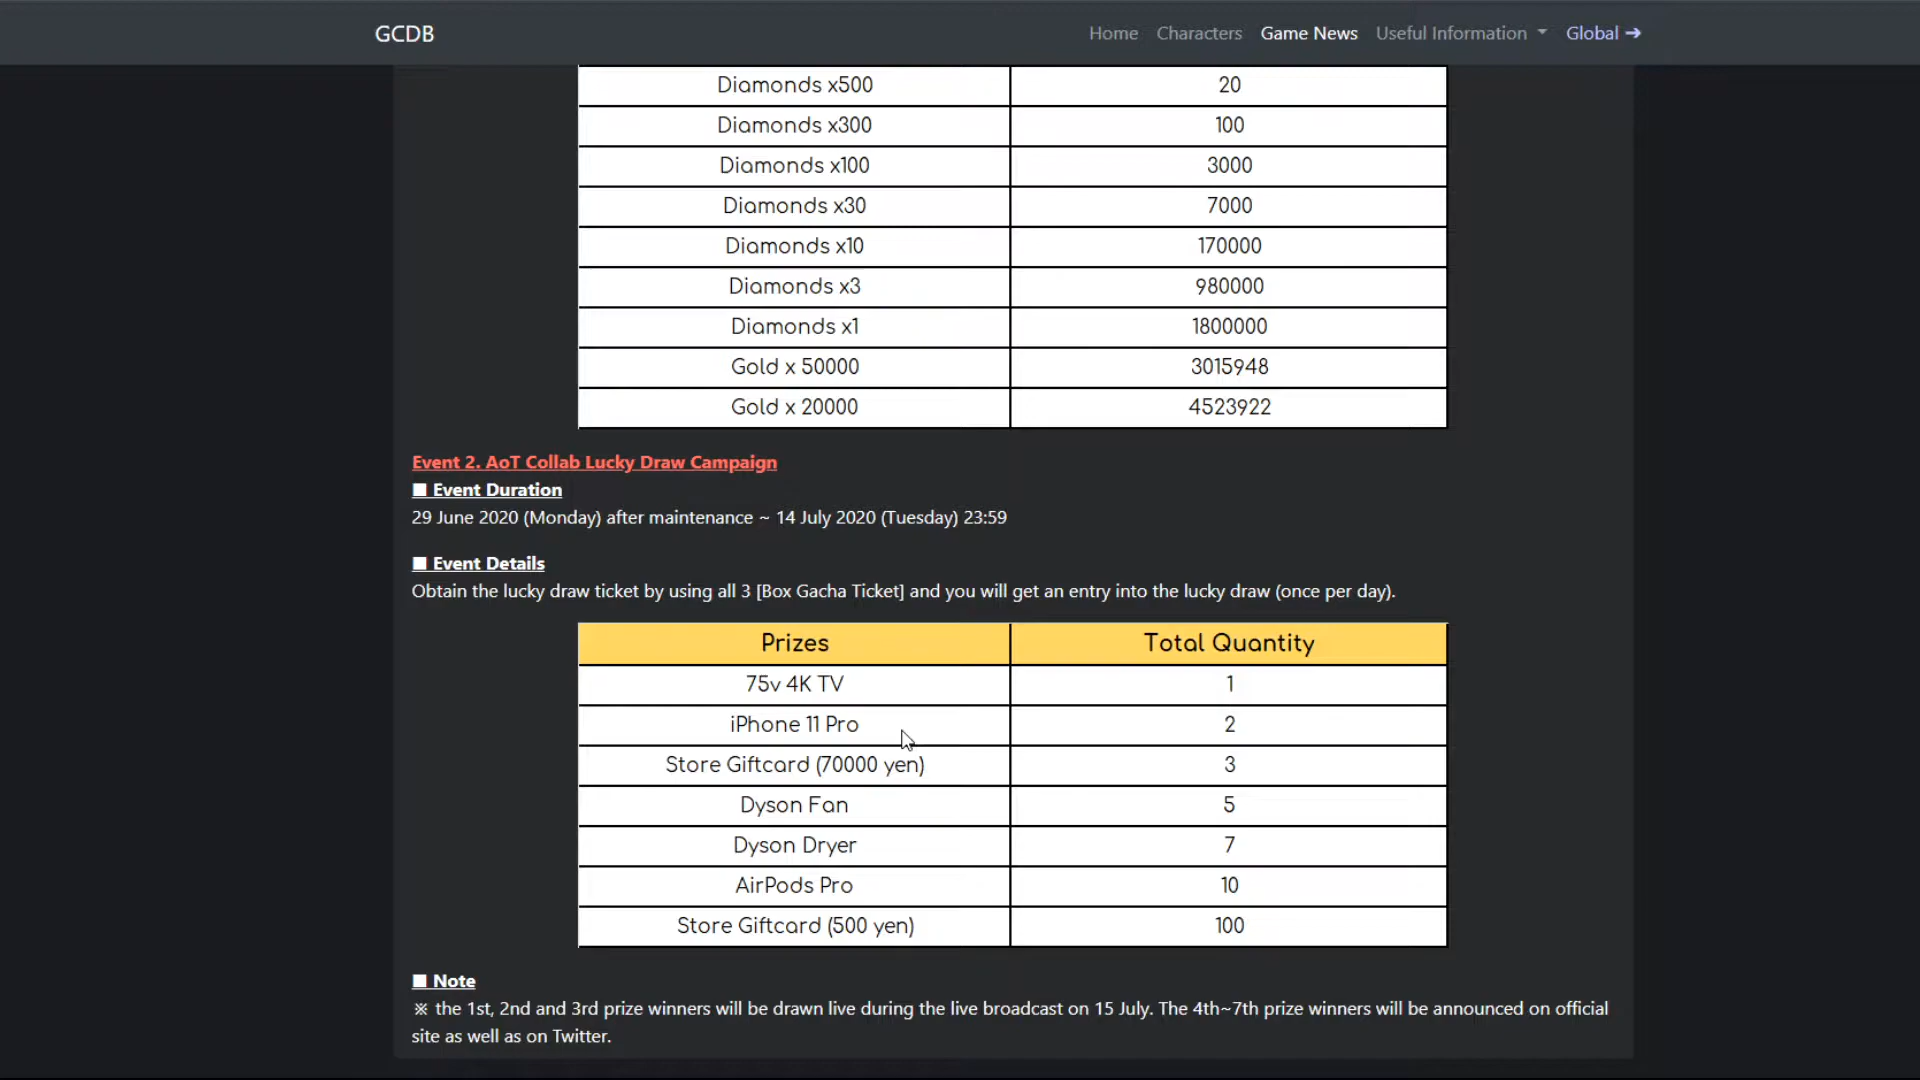 GCDB
Home Characters Game News Useful Information Global ➔
Diamonds x500 20
Diamonds x300 100
Diamonds x100 3000
Diamonds x30 7000
Diamonds x10 170000
Diamonds x3 980000
Diamonds x1 1800000
Gold x 50000 3015948
Gold x 20000 4523922
Event 2. AoT Collab Lucky Draw Campaign
■ Event Duration
29 June 2020 (Monday) after maintenance ~ 14 July 2020 (Tuesday) 23:59
■ Event Details
Obtain the lucky draw ticket by using all 3 [Box Gacha Ticket] and you will get an entry into the lucky draw (once per day).
Prizes Total Quantity
75v 4K TV 1
iPhone 11 Pro 2
Store Giftcard (70000 yen) 3
Dyson Fan 5
Dyson Dryer 7
AirPods Pro 10
Store Giftcard (500 yen) 100
■ Note
※ the 1st, 2nd and 3rd prize winners will be drawn live during the live broadcast on 15 July. The 4th~7th prize winners will be announced on official
site as well as on Twitter.